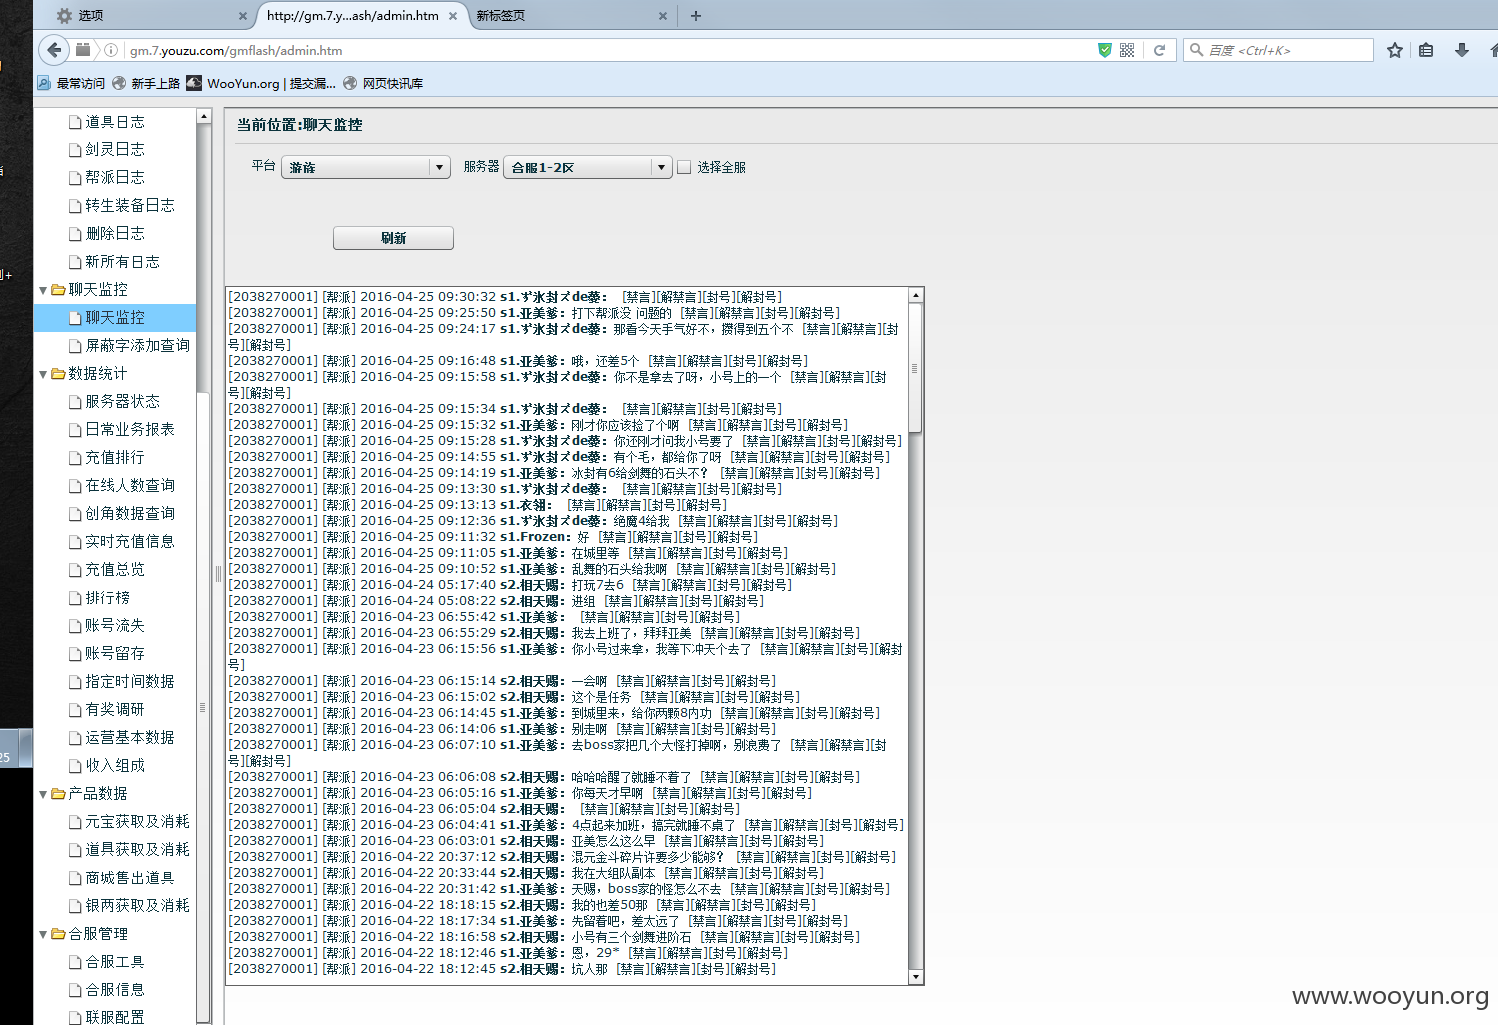 选项
http://gm.7.y...ash/admin.htm
新标签页
gm.7.youzu.com/gmflash/admin.htm
百度 <Ctrl+K>
最常访问
新手上路
WooYun.org | 提交漏...
网页快讯库
道具日志
剑灵日志
帮派日志
转生装备日志
删除日志
新所有日志
聊天监控
聊天监控
屏蔽字添加查询
数据统计
服务器状态
日常业务报表
充值排行
在线人数查询
创角数据查询
实时充值信息
充值总览
排行榜
账号流失
账号留存
指定时间数据
有奖调研
运营基本数据
收入组成
产品数据
元宝获取及消耗
道具获取及消耗
商城售出道具
银两获取及消耗
合服管理
合服工具
合服信息
联服配置
当前位置:聊天监控
平台
游蔟
服务器
合服1-2区
选择全服
刷新
[2038270001] [帮派] 2016-04-25 09:30:32 s1.ず氷封ズde薆： [禁言][解禁言][封号][解封号]
[2038270001] [帮派] 2016-04-25 09:25:50 s1.亚美爹：打下帮派没 问题的 [禁言][解禁言][封号][解封号]
[2038270001] [帮派] 2016-04-25 09:24:17 s1.ず氷封ズde薆：那看今天手气好不，攒得到五个不 [禁言][解禁言][封
号][解封号]
[2038270001] [帮派] 2016-04-25 09:16:48 s1.亚美爹：哦，还差5个 [禁言][解禁言][封号][解封号]
[2038270001] [帮派] 2016-04-25 09:15:58 s1.ず氷封ズde薆：你不是拿去了呀，小号上的一个 [禁言][解禁言][封
号][解封号]
[2038270001] [帮派] 2016-04-25 09:15:34 s1.ず氷封ズde薆： [禁言][解禁言][封号][解封号]
[2038270001] [帮派] 2016-04-25 09:15:32 s1.亚美爹：刚才你应该捡了个啊 [禁言][解禁言][封号][解封号]
[2038270001] [帮派] 2016-04-25 09:15:28 s1.ず氷封ズde薆：你还刚才问我小号要了 [禁言][解禁言][封号][解封号]
[2038270001] [帮派] 2016-04-25 09:14:55 s1.ず氷封ズde薆：有个毛，都给你了呀 [禁言][解禁言][封号][解封号]
[2038270001] [帮派] 2016-04-25 09:14:19 s1.亚美爹：冰封有6给剑舞的石头不？ [禁言][解禁言][封号][解封号]
[2038270001] [帮派] 2016-04-25 09:13:30 s1.ず氷封ズde薆： [禁言][解禁言][封号][解封号]
[2038270001] [帮派] 2016-04-25 09:13:13 s1.衣翎： [禁言][解禁言][封号][解封号]
[2038270001] [帮派] 2016-04-25 09:12:36 s1.ず氷封ズde薆：绝魔4给我 [禁言][解禁言][封号][解封号]
[2038270001] [帮派] 2016-04-25 09:11:32 s1.Frozen：好 [禁言][解禁言][封号][解封号]
[2038270001] [帮派] 2016-04-25 09:11:05 s1.亚美爹：在城里等 [禁言][解禁言][封号][解封号]
[2038270001] [帮派] 2016-04-25 09:10:52 s1.亚美爹：乱舞的石头给我啊 [禁言][解禁言][封号][解封号]
[2038270001] [帮派] 2016-04-24 05:17:40 s2.相天赐：打玩7去6 [禁言][解禁言][封号][解封号]
[2038270001] [帮派] 2016-04-24 05:08:22 s2.相天赐：进组 [禁言][解禁言][封号][解封号]
[2038270001] [帮派] 2016-04-23 06:55:42 s1.亚美爹： [禁言][解禁言][封号][解封号]
[2038270001] [帮派] 2016-04-23 06:55:29 s2.相天赐：我去上班了，拜拜亚美 [禁言][解禁言][封号][解封号]
[2038270001] [帮派] 2016-04-23 06:15:56 s1.亚美爹：你小号过来拿，我等下冲天个去了 [禁言][解禁言][封号][解封
号]
[2038270001] [帮派] 2016-04-23 06:15:14 s2.相天赐：一会啊 [禁言][解禁言][封号][解封号]
[2038270001] [帮派] 2016-04-23 06:15:02 s2.相天赐：这个是任务 [禁言][解禁言][封号][解封号]
[2038270001] [帮派] 2016-04-23 06:14:45 s1.亚美爹：到城里来，给你两颗8内功 [禁言][解禁言][封号][解封号]
[2038270001] [帮派] 2016-04-23 06:14:06 s1.亚美爹：别走啊 [禁言][解禁言][封号][解封号]
[2038270001] [帮派] 2016-04-23 06:07:10 s1.亚美爹：去boss家把几个大怪打掉啊，别浪费了 [禁言][解禁言][封
号][解封号]
[2038270001] [帮派] 2016-04-23 06:06:08 s2.相天赐：哈哈哈醒了就睡不着了 [禁言][解禁言][封号][解封号]
[2038270001] [帮派] 2016-04-23 06:05:16 s1.亚美爹：你每天才早啊 [禁言][解禁言][封号][解封号]
[2038270001] [帮派] 2016-04-23 06:05:04 s2.相天赐： [禁言][解禁言][封号][解封号]
[2038270001] [帮派] 2016-04-23 06:04:41 s1.亚美爹：4点起来加班，搞完就睡不桌了 [禁言][解禁言][封号][解封号]
[2038270001] [帮派] 2016-04-23 06:03:01 s2.相天赐：亚美怎么这么早 [禁言][解禁言][封号][解封号]
[2038270001] [帮派] 2016-04-22 20:37:12 s2.相天赐：混元金斗碎片许要多少能够？ [禁言][解禁言][封号][解封号]
[2038270001] [帮派] 2016-04-22 20:33:44 s2.相天赐：我在大组队副本 [禁言][解禁言][封号][解封号]
[2038270001] [帮派] 2016-04-22 20:31:42 s1.亚美爹：天赐，boss家的怪怎么不去 [禁言][解禁言][封号][解封号]
[2038270001] [帮派] 2016-04-22 18:18:15 s2.相天赐：我的也差50那 [禁言][解禁言][封号][解封号]
[2038270001] [帮派] 2016-04-22 18:17:34 s1.亚美爹：先留着吧，差太远了 [禁言][解禁言][封号][解封号]
[2038270001] [帮派] 2016-04-22 18:16:58 s2.相天赐：小号有三个剑舞进阶石 [禁言][解禁言][封号][解封号]
[2038270001] [帮派] 2016-04-22 18:12:46 s1.亚美爹：恩，29* [禁言][解禁言][封号][解封号]
[2038270001] [帮派] 2016-04-22 18:12:45 s2.相天赐：坑人那 [禁言][解禁言][封号][解封号]
25
www.wooyun.org